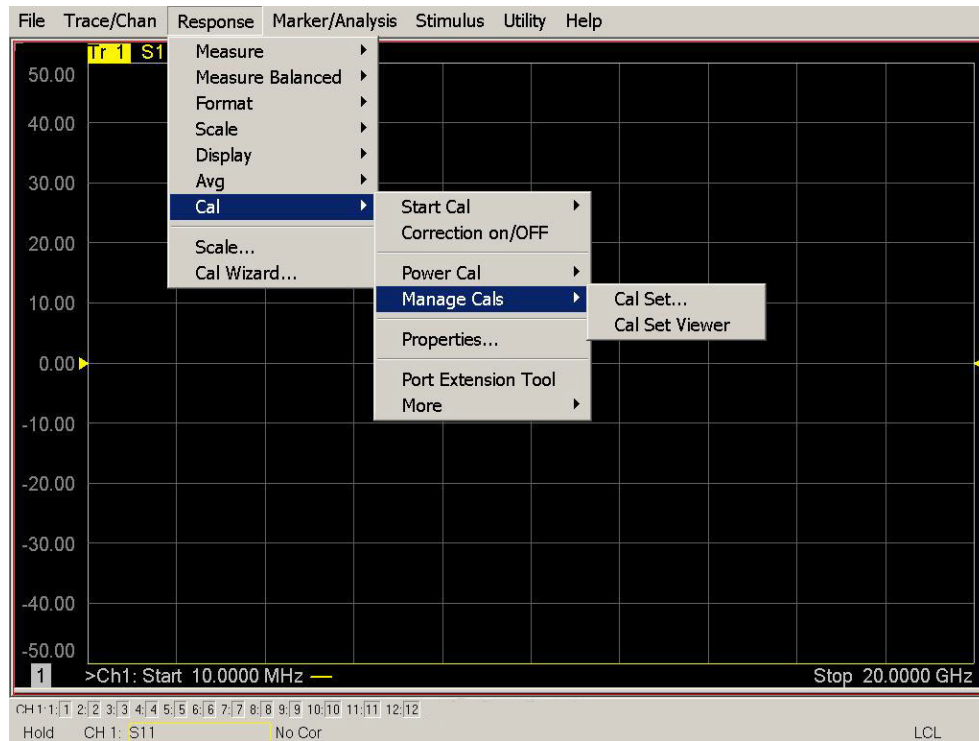 File Trace/Chan Response Marker/Analysis Stimulus Utility Help
Tr 1 S1
Measure
Measure Balanced
Format
Scale
Display
Avg
Cal
Scale...
Cal Wizard...
Start Cal
Correction on/OFF
Power Cal
Manage Cals
Properties...
Port Extension Tool
More
Cal Set...
Cal Set Viewer
50.00
40.00
30.00
20.00
10.00
0.00
-10.00
-20.00
-30.00
-40.00
-50.00
1 >Ch1: Start 10.0000 MHz Stop 20.0000 GHz
CH 1: 1: 1 2: 2 3: 3 4: 4 5: 5 6: 6 7: 7 8: 8 9: 9 10: 10 11: 11 12: 12
Hold CH 1: S11 No Cor LCL